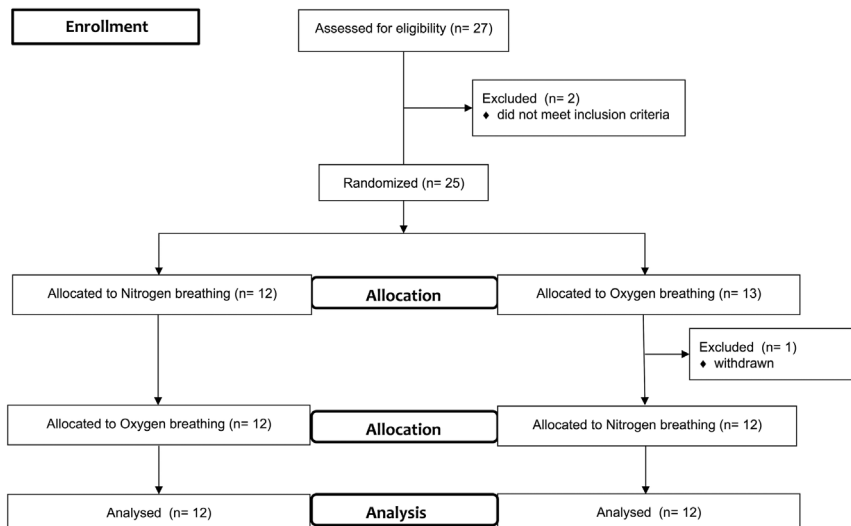 Enrollment
Assessed for eligibility (n= 27)
Excluded (n= 2)
♦ did not meet inclusion criteria
Randomized (n= 25)
Allocated to Nitrogen breathing (n= 12)
Allocation
Allocated to Oxygen breathing (n= 13)
Excluded (n= 1)
♦ withdrawn
Allocated to Oxygen breathing (n= 12)
Allocation
Allocated to Nitrogen breathing (n= 12)
Analysed (n= 12)
Analysis
Analysed (n= 12)